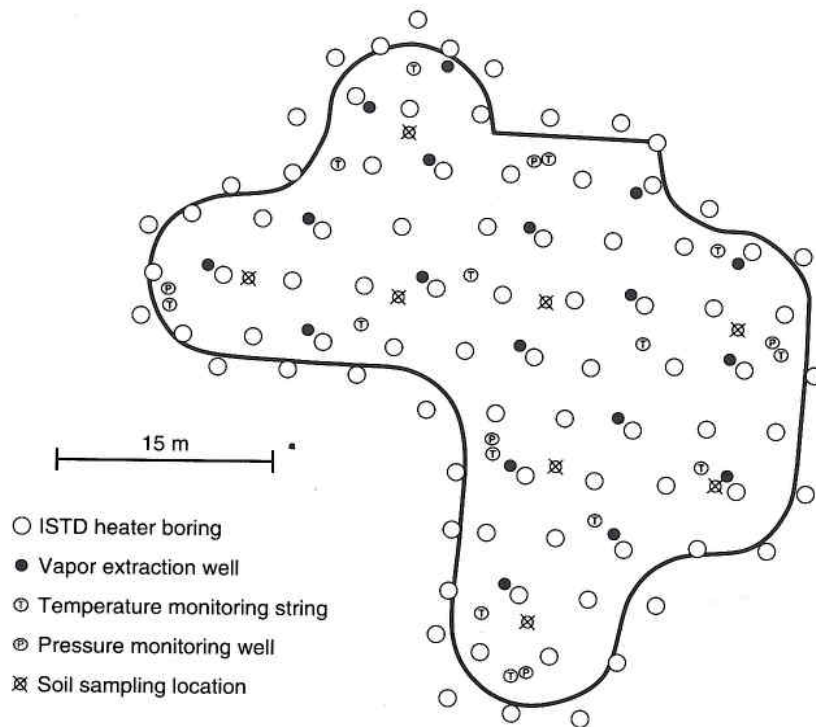 T
T
P T
T
T
P
T
T
T
P
T
P
T
T
T
T
T P
15 m
ISTD heater boring
Vapor extraction well
T Temperature monitoring string
P Pressure monitoring well
Soil sampling location